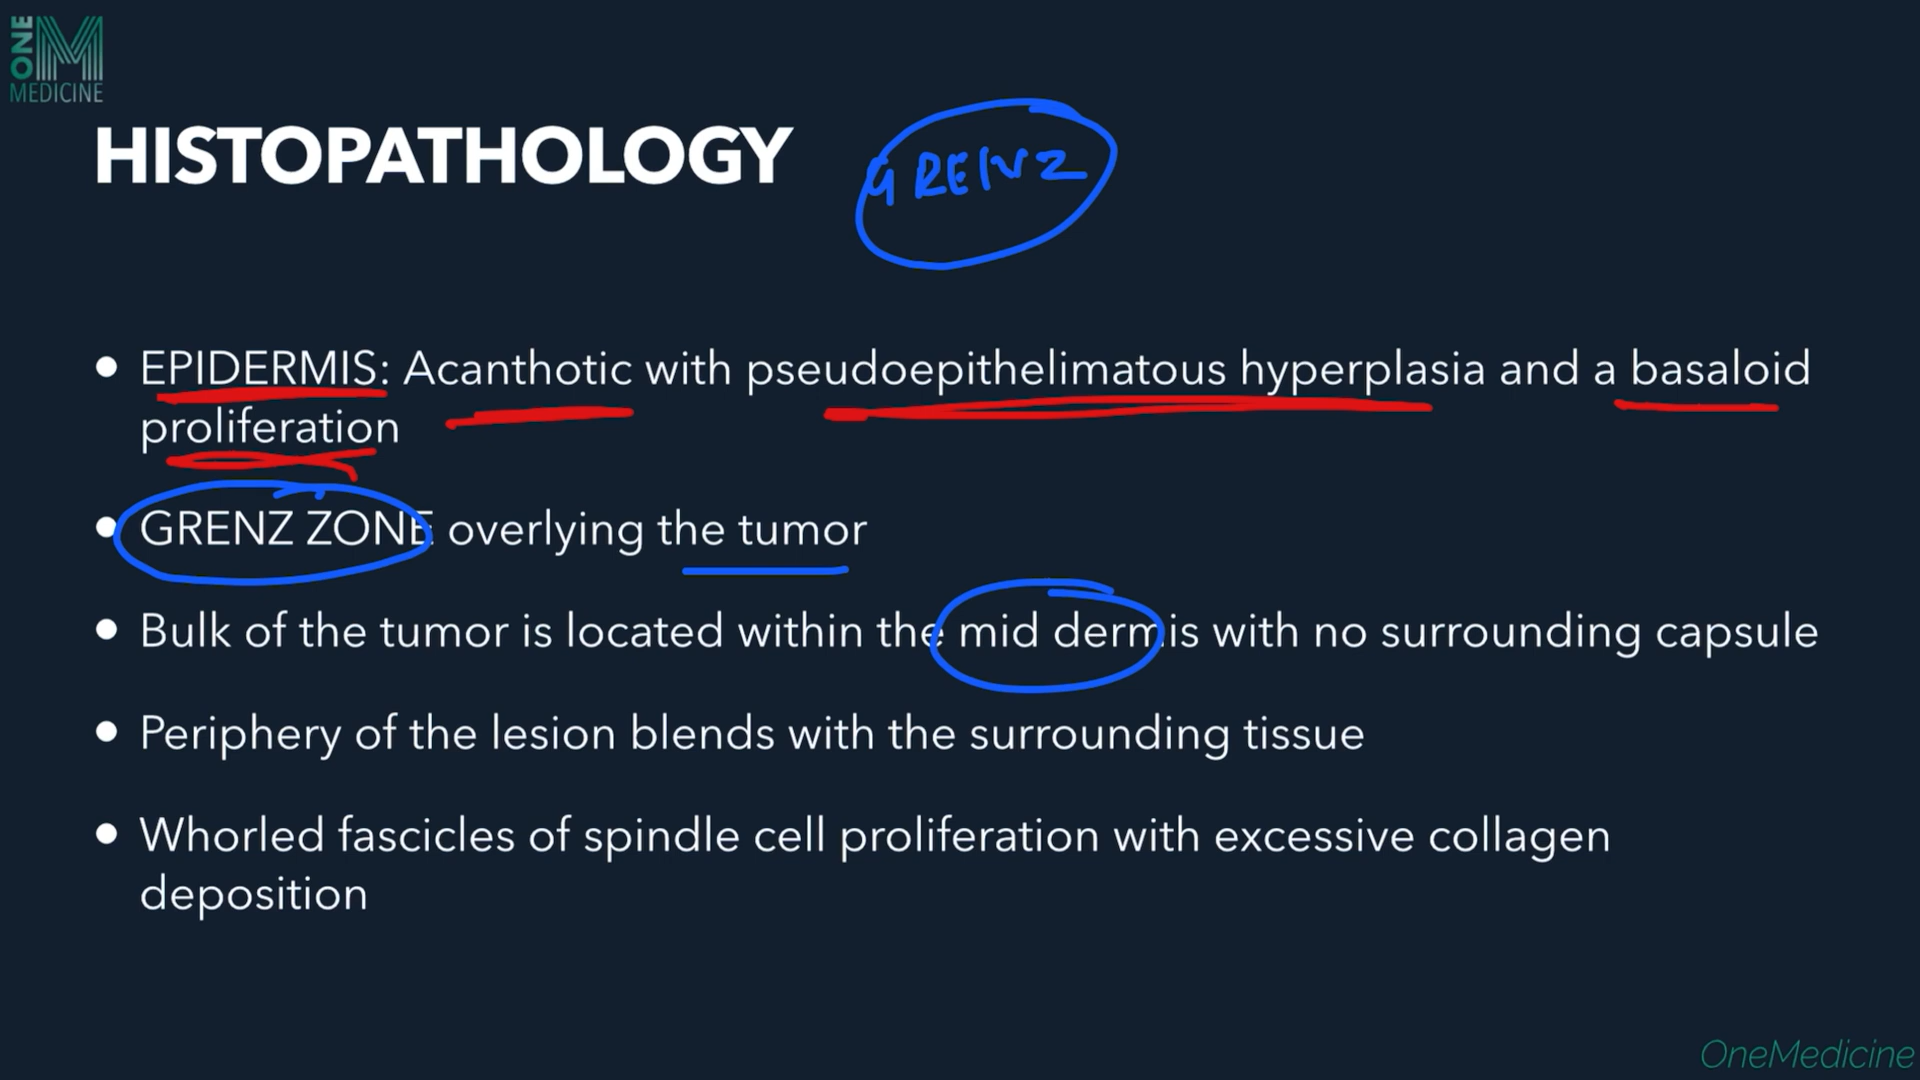 ONE
M
MEDICINE
HISTOPATHOLOGY
GRENZ
• EPIDERMIS: Acanthotic with pseudoepithelimatous hyperplasia and a basaloid
proliferation
• GRENZ ZONE overlying the tumor
• Bulk of the tumor is located within the mid dermis with no surrounding capsule
• Periphery of the lesion blends with the surrounding tissue
• Whorled fascicles of spindle cell proliferation with excessive collagen
deposition
OneMedicine